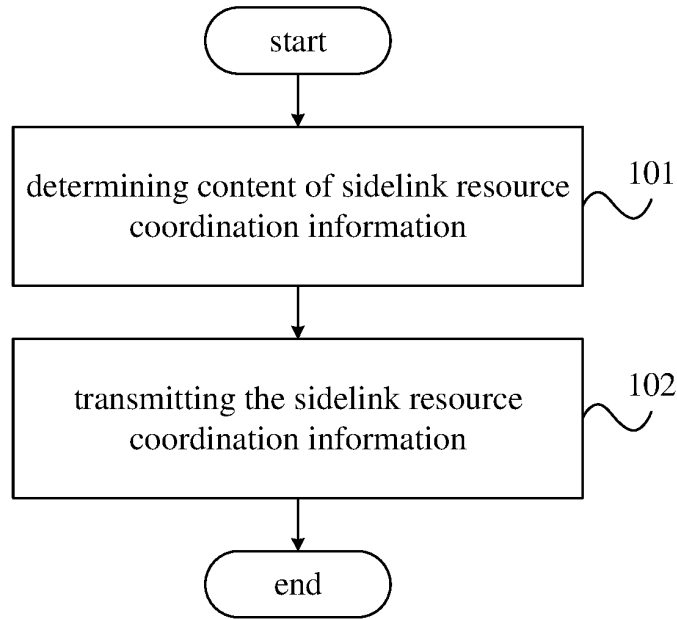 start
determining content of sidelink resource
coordination information
101
transmitting the sidelink resource
coordination information
102
end